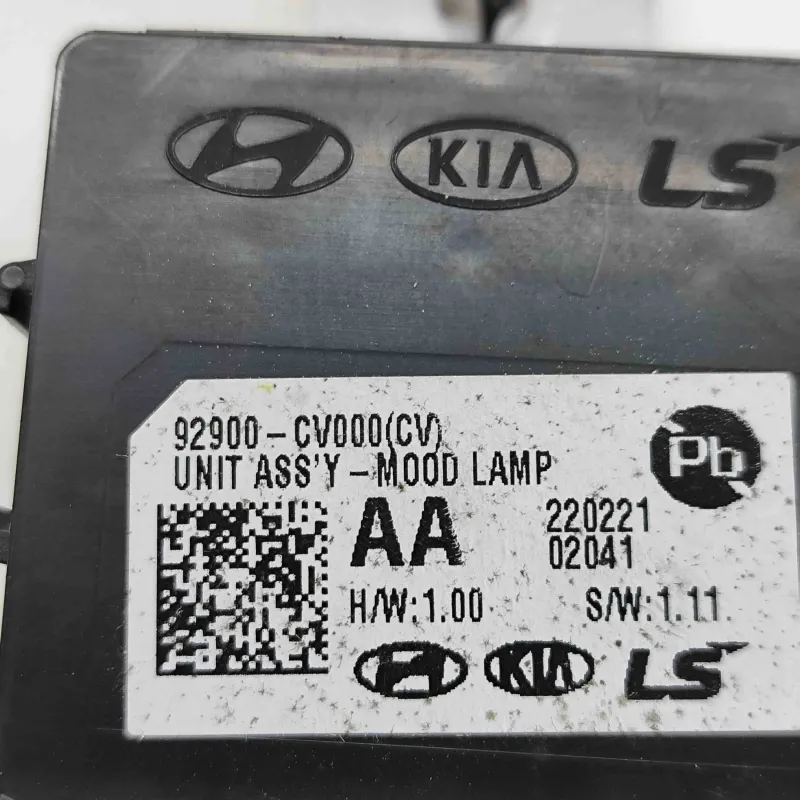 KIA LS
92900-CV000(CV)
UNIT ASS'Y-MOOD LAMP
Pb
AA
220221
02041
H/W:1.00 S/W:1.11
KIA LS